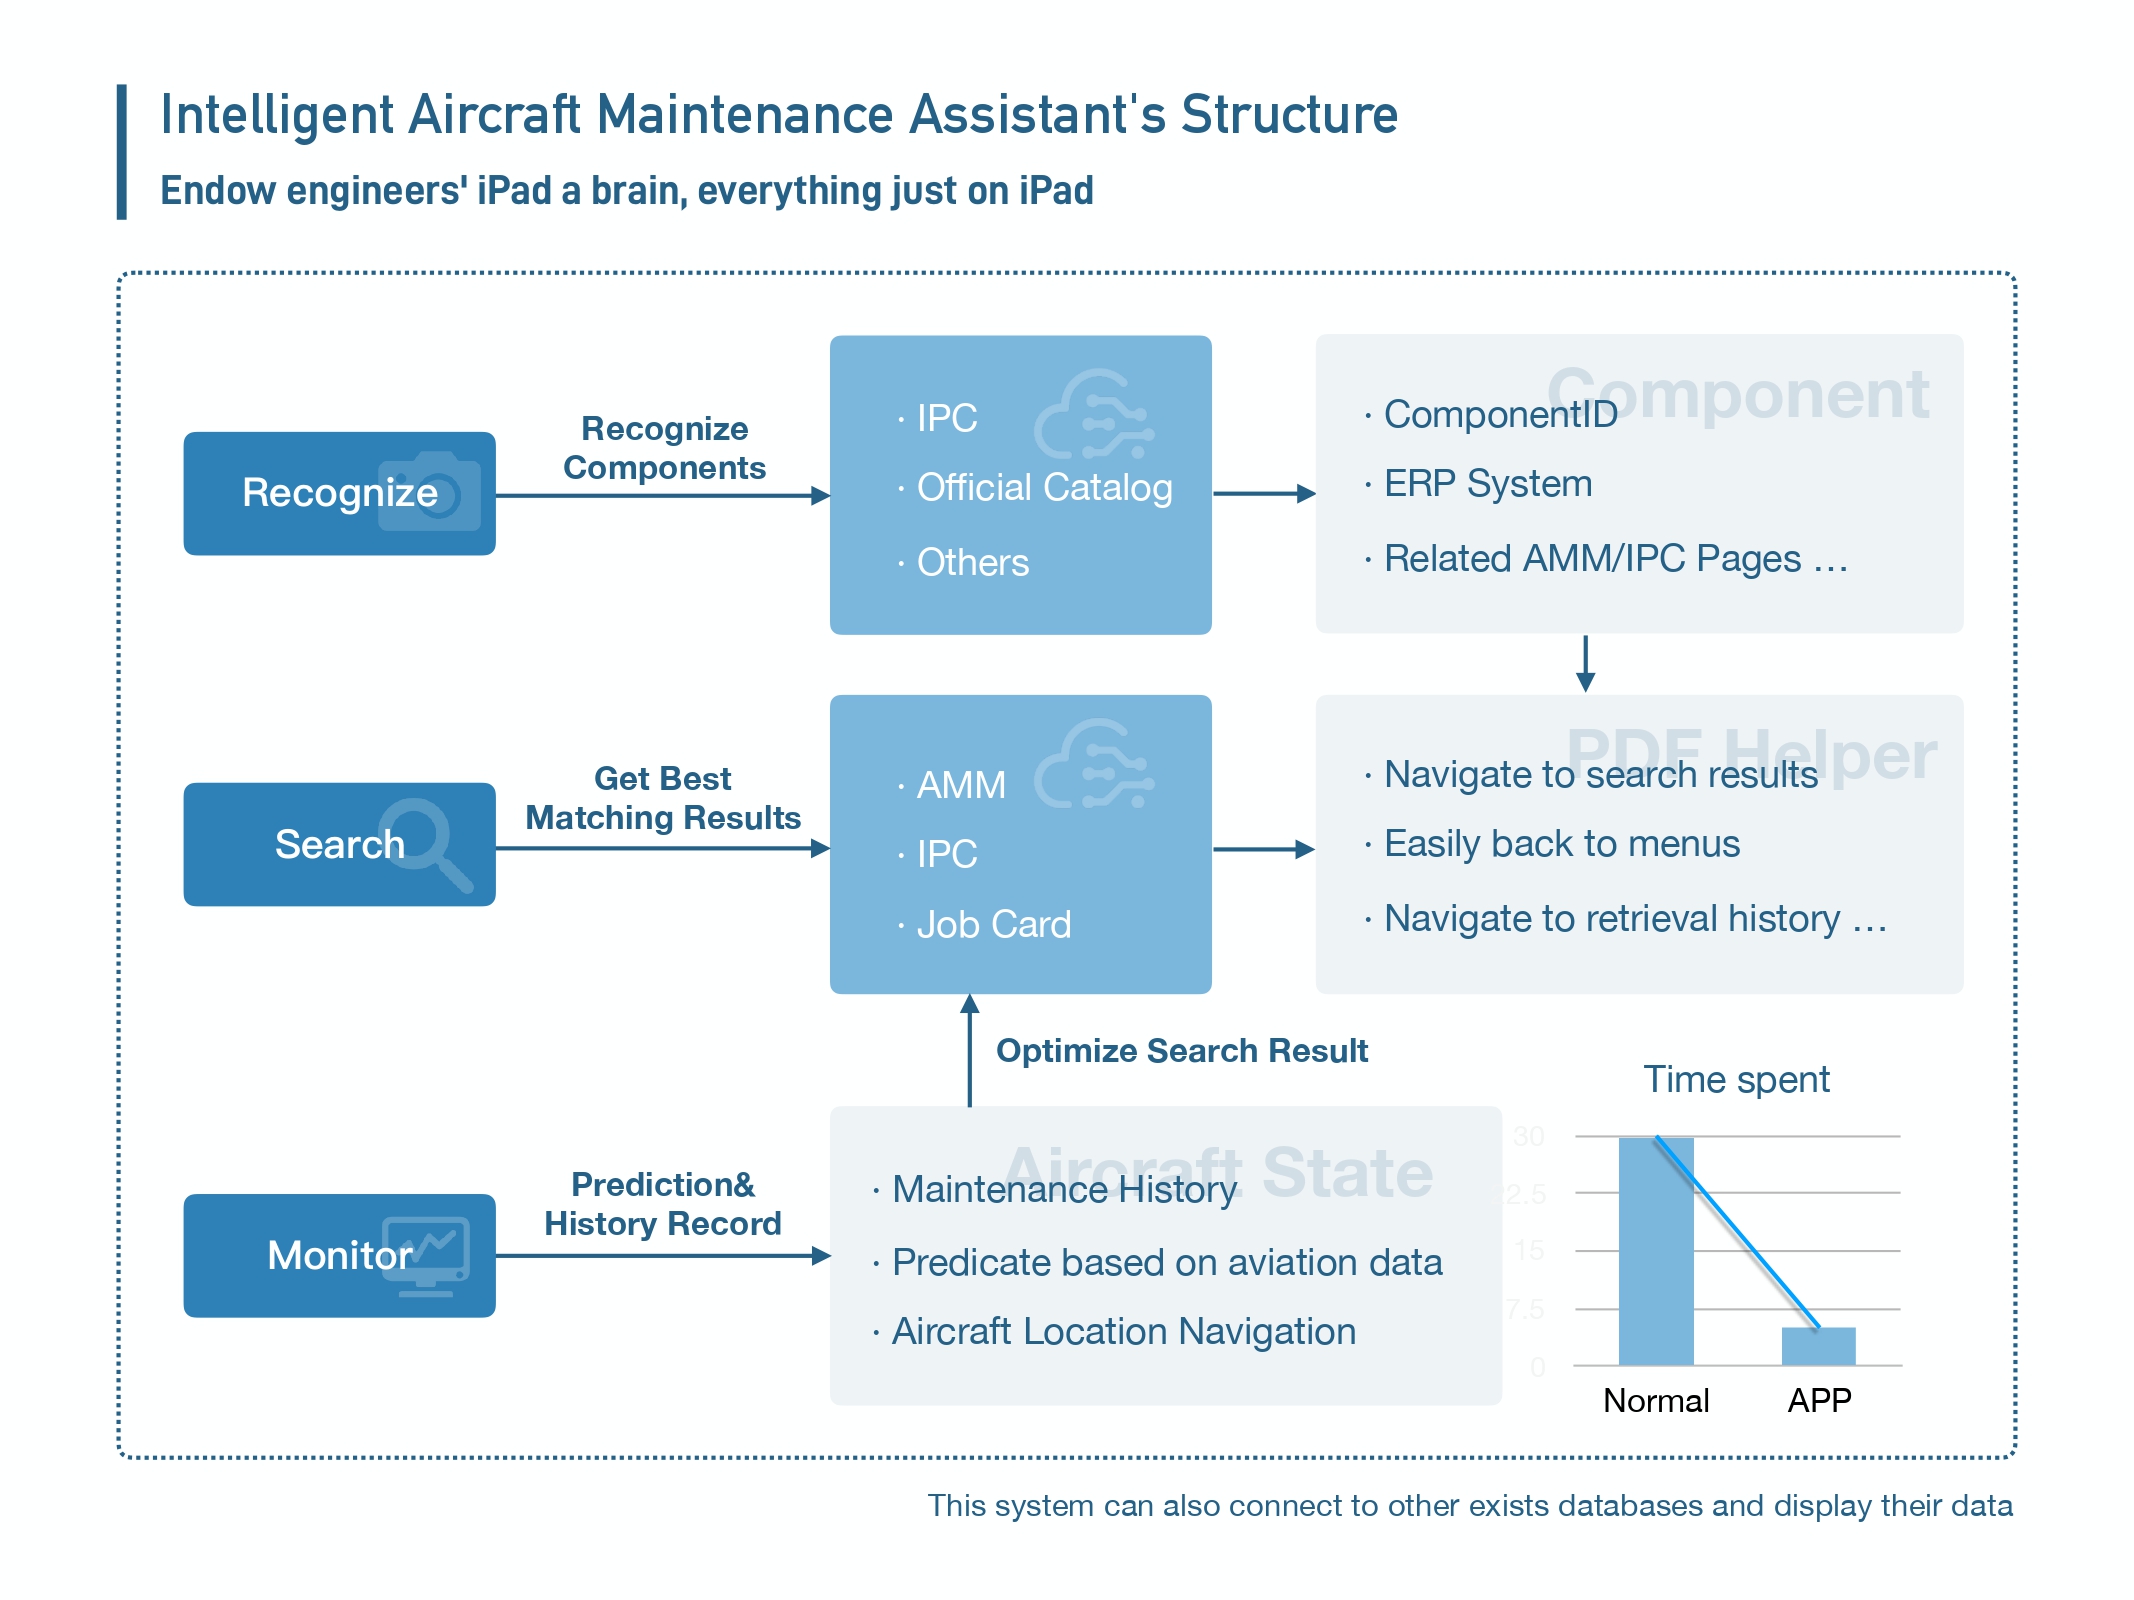 Intelligent Aircraft Maintenance Assistant's Structure
Endow engineers' iPad a brain, everything just on iPad
Recognize
Recognize
Components
· IPC
· Official Catalog
· Others
Component
· ComponentID
· ERP System
· Related AMM/IPC Pages ...
Search
Get Best
Matching Results
· AMM
· IPC
· Job Card
PDF Helper
· Navigate to search results
· Easily back to menus
· Navigate to retrieval history ...
Optimize Search Result
Monitor
Prediction&
History Record
Aircraft State
· Maintenance History
· Predicate based on aviation data
· Aircraft Location Navigation
Time spent
30
22.5
15
7.5
0
Normal
APP
This system can also connect to other exists databases and display their data